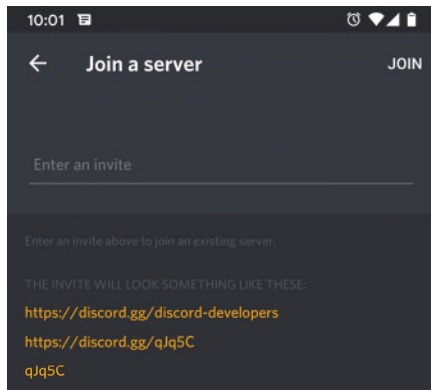 10:01
Join a server
JOIN
Enter an invite
Enter an invite above to join an existing server.
THE INVITE WILL LOOK SOMETHING LIKE THESE:
https://discord.gg/discord-developers
https://discord.gg/qJq5C
qJq5C